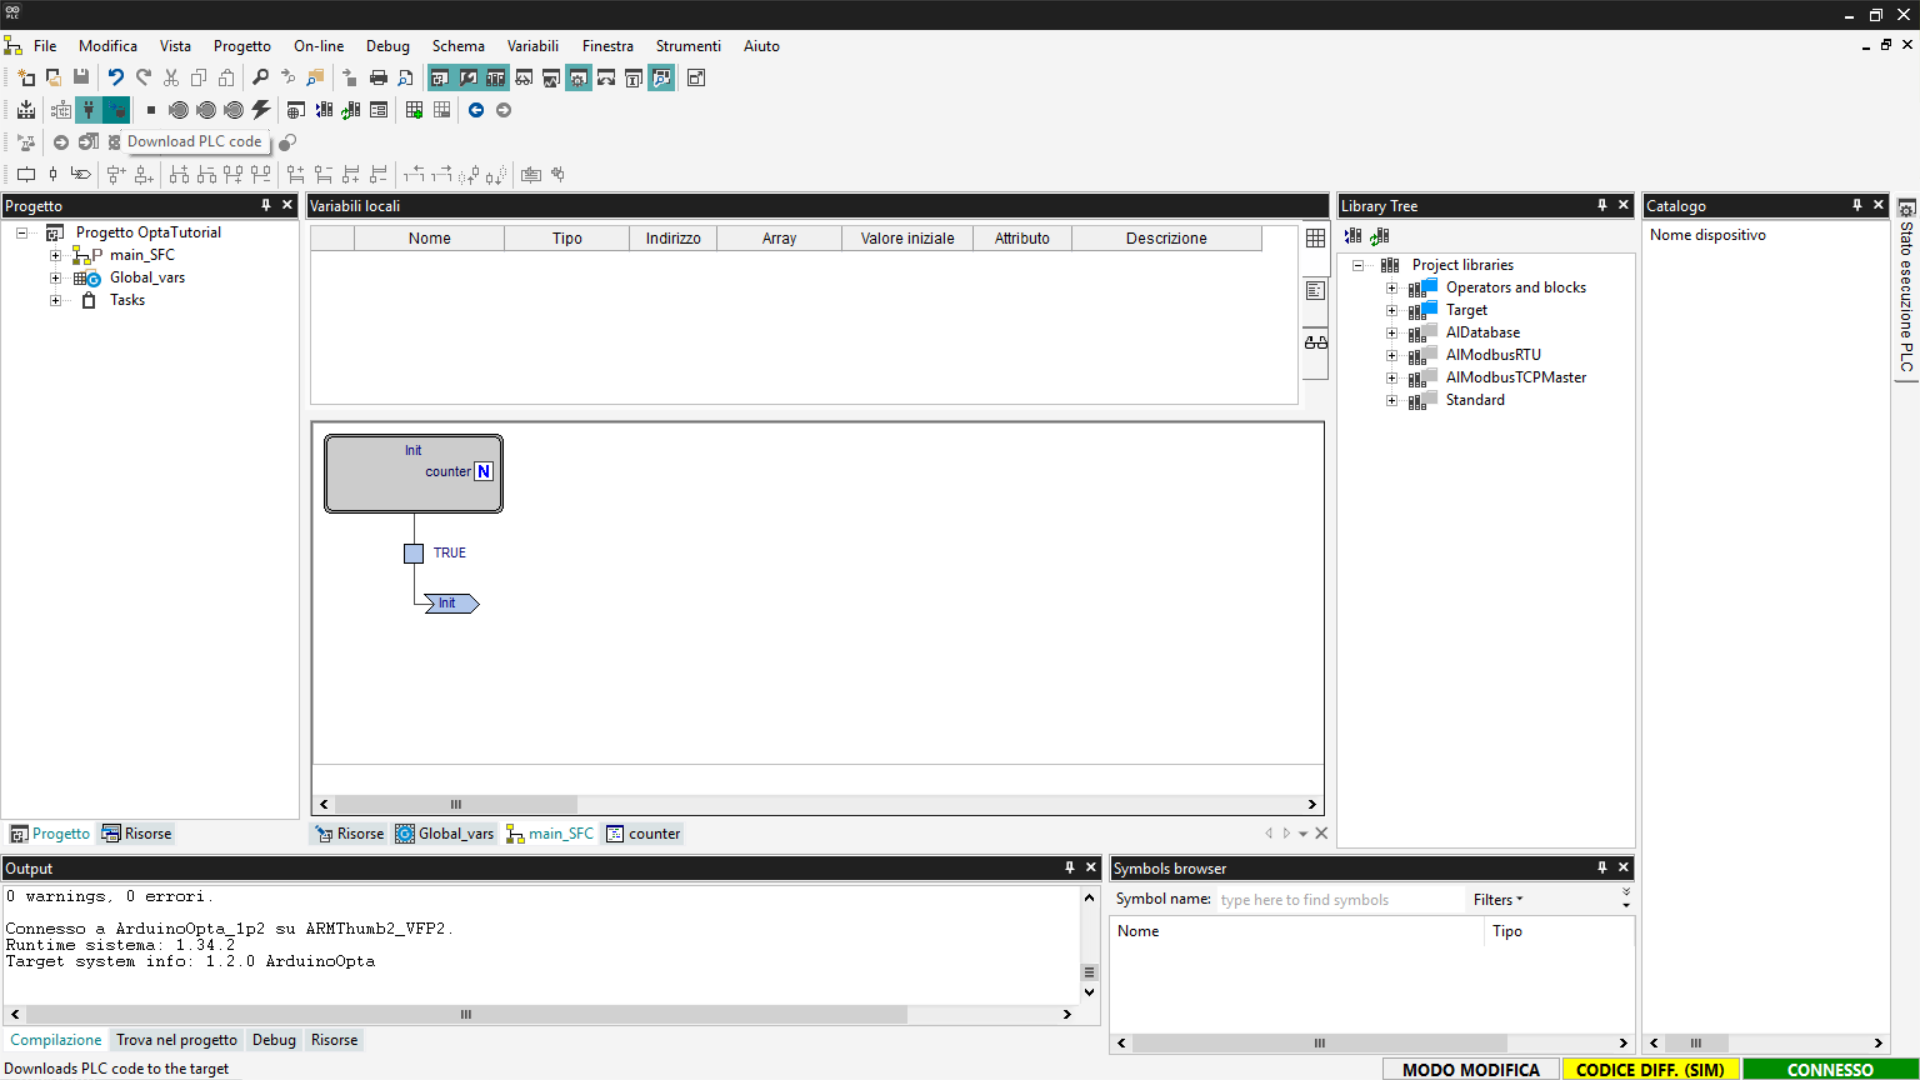 PLC
File Modifica Vista Progetto On-line Debug Schema Variabili Finestra Strumenti Aiuto
Download PLC code
Progetto
Progetto OptaTutorial
main_SFC
Global_vars
Tasks
Progetto Risorse
Variabili locali
Nome Tipo Indirizzo Array Valore iniziale Attributo Descrizione
Init
counter N
TRUE
Init
Risorse Global_vars main_SFC counter
Library Tree
Project libraries
Operators and blocks
Target
AlDatabase
AlModbusRTU
AlModbusTCPMaster
Standard
Catalogo
Nome dispositivo
Stato esecuzione PLC
Output
0 warnings, 0 errori.
Connesso a ArduinoOpta_1p2 su ARMThumb2_VFP2.
Runtime sistema: 1.34.2
Target system info: 1.2.0 ArduinoOpta
Compilazione Trova nel progetto Debug Risorse
Symbols browser
Symbol name: type here to find symbols Filters
Nome Tipo
Downloads PLC code to the target
MODO MODIFICA CODICE DIFF. (SIM) CONNESSO